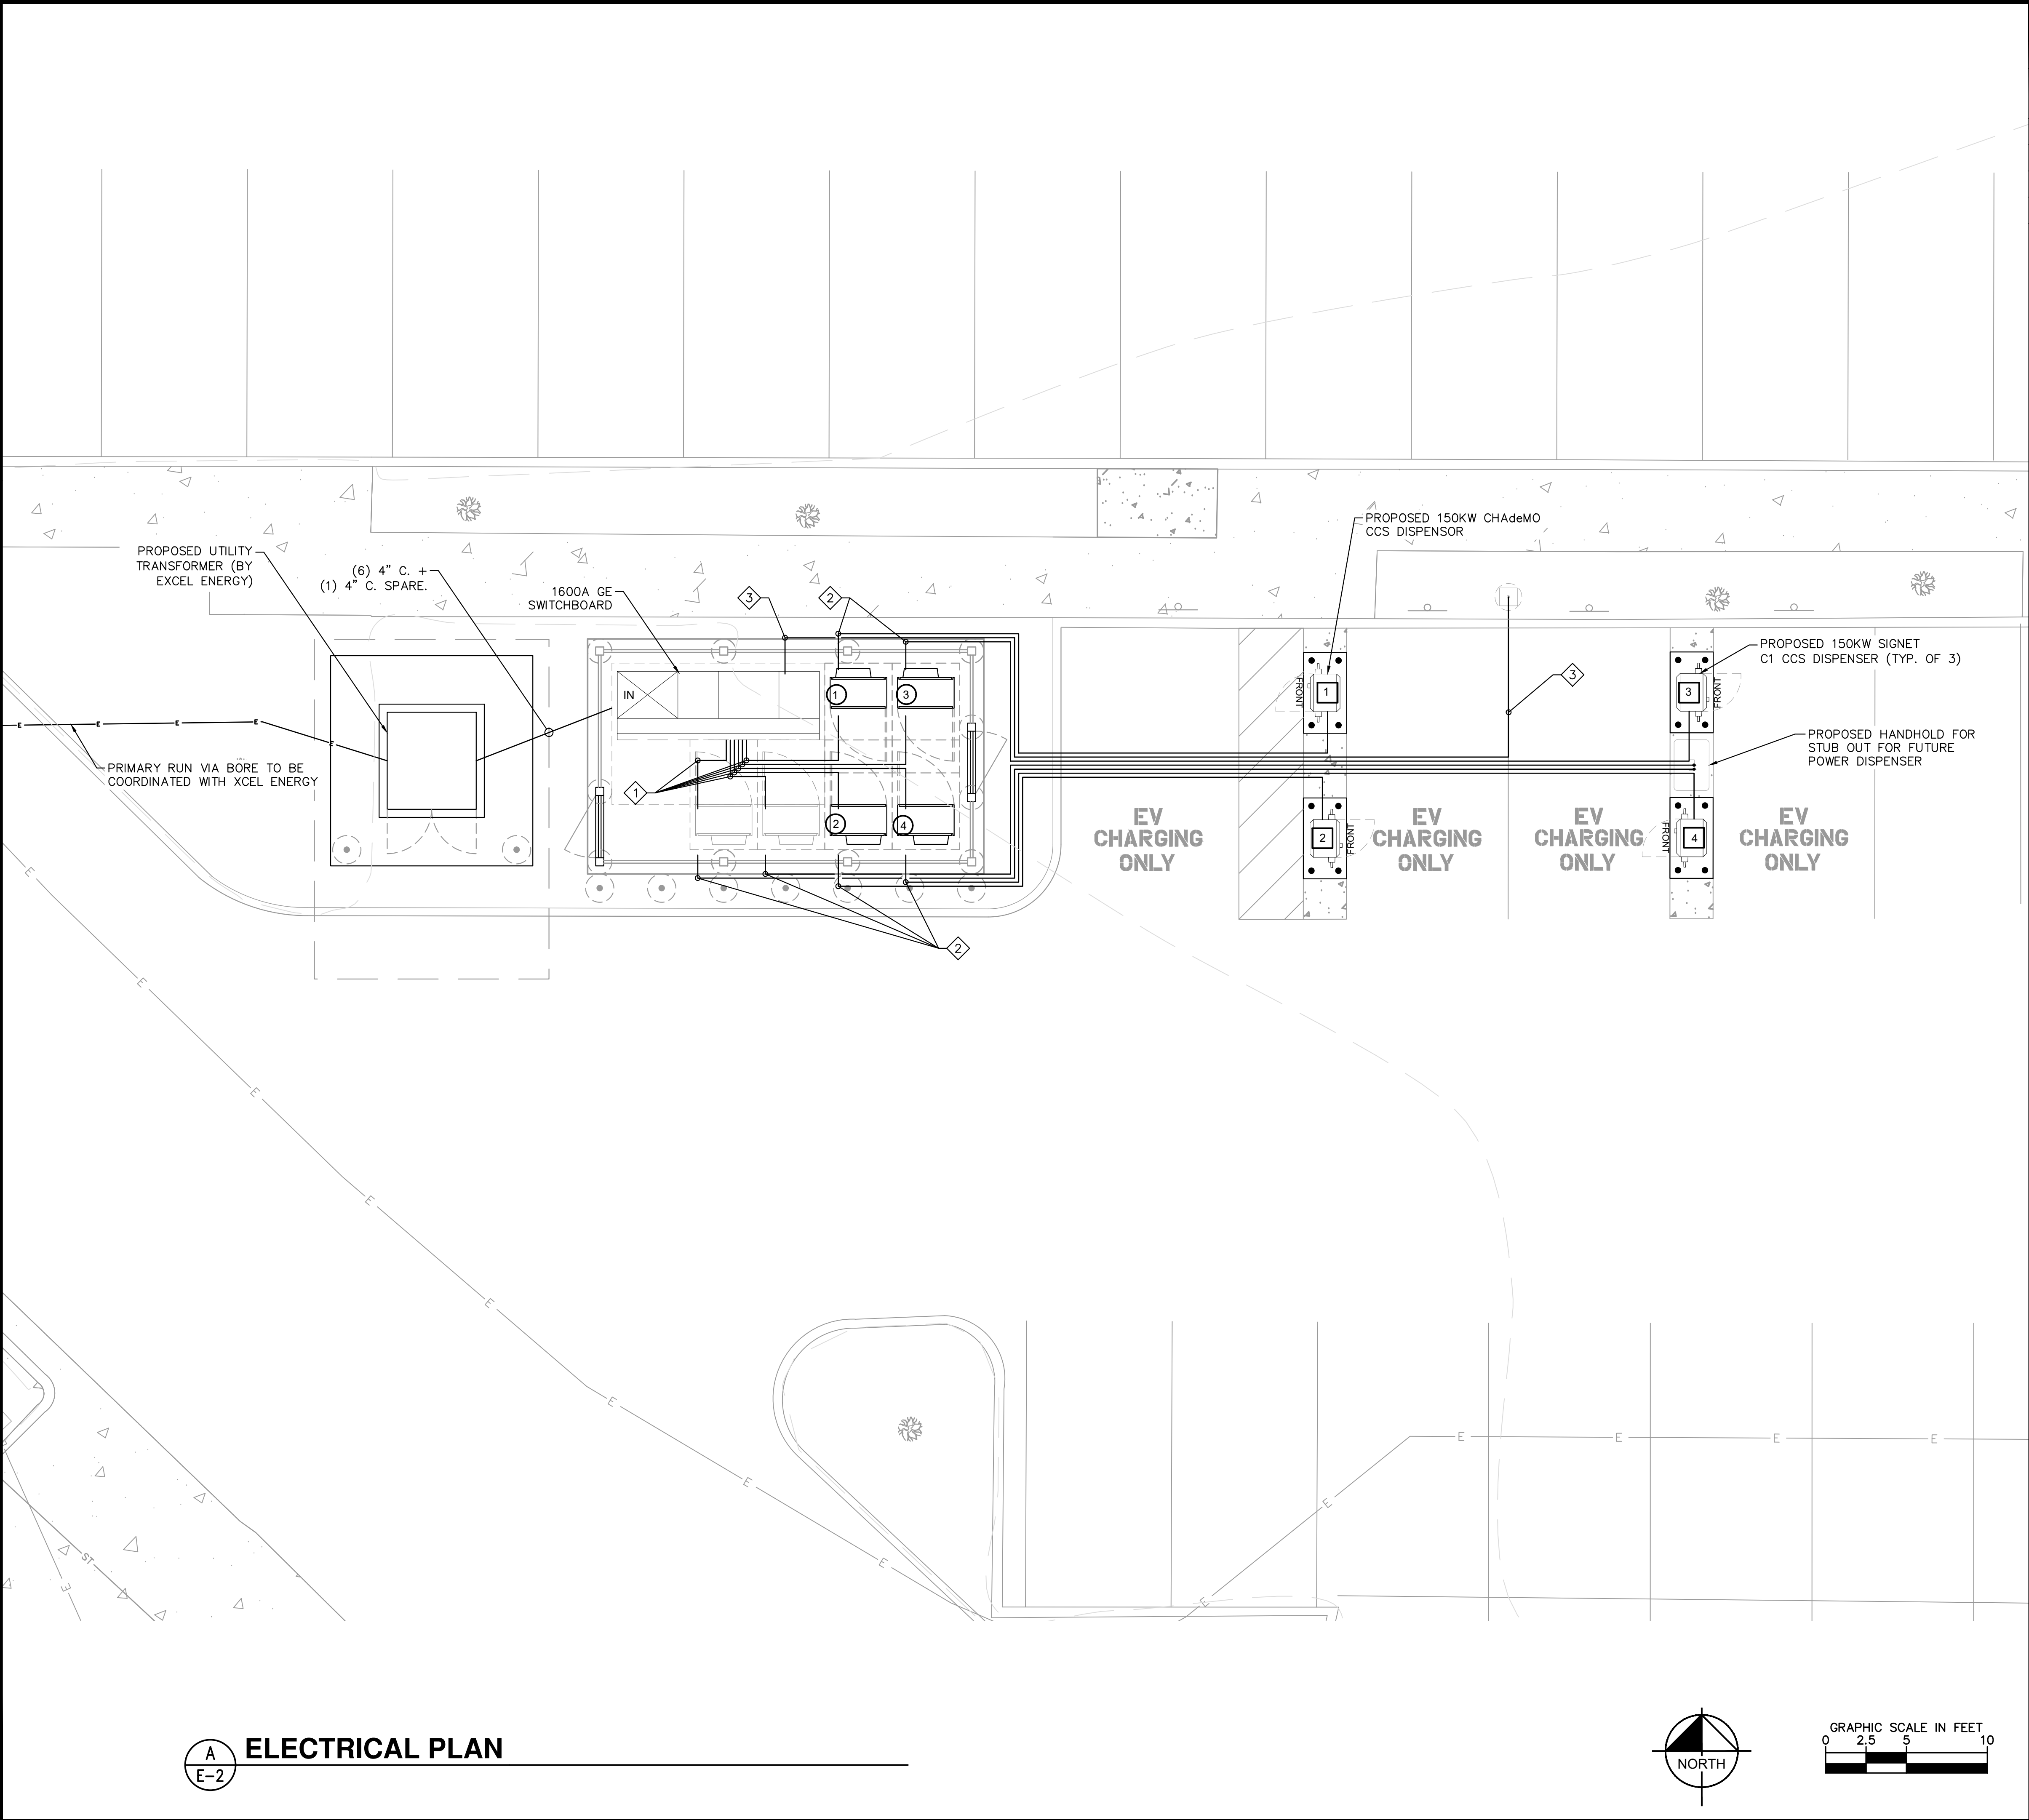 PROPOSED UTILITY
TRANSFORMER (BY
EXCEL ENERGY)
(6) 4" C. +
(1) 4" C. SPARE.
1600A GE
SWITCHBOARD
3
2
PROPOSED 150KW CHAdeMO
CCS DISPENSOR
PROPOSED 150KW SIGNET
C1 CCS DISPENSER (TYP. OF 3)
3
PROPOSED HANDHOLD FOR
STUB OUT FOR FUTURE
POWER DISPENSER
IN
1
3
2
4
1
2
FRONT
1
FRONT
2
3
FRONT
FRONT
4
E E E E
E
PRIMARY RUN VIA BORE TO BE
COORDINATED WITH XCEL ENERGY
EV
CHARGING
ONLY
EV
CHARGING
ONLY
EV
CHARGING
ONLY
EV
CHARGING
ONLY
E
E
E
E
E
E
E
E
E
E
E
E E E E
ST
E
A
E-2
ELECTRICAL PLAN
NORTH
GRAPHIC SCALE IN FEET
0 2.5 5 10